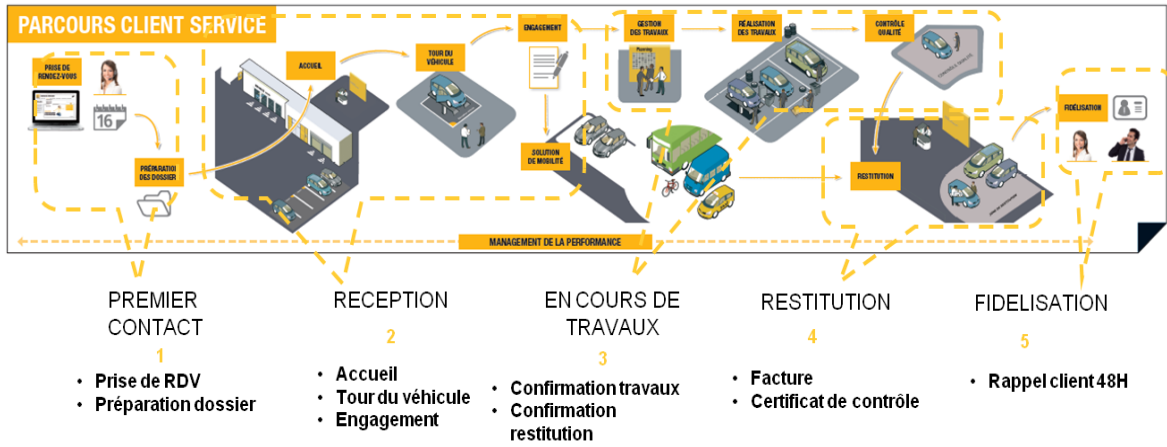 PARCOURS CLIENT SERVICE
PRISE DE
RENDEZ-VOUS
16
PRÉPARATION
DES DOSSIER
ACCUEIL
TOUR DU
VÉHICULE
ENGAGEMENT
SOLUTION
DE MOBILITÉ
GESTION
DES TRAVAUX
Planning
RÉALISATION
DES TRAVAUX
CONTRÔLE
QUALITÉ
RESTITUTION
FIDÉLISATION
MANAGEMENT DE LA PERFORMANCE
PREMIER
CONTACT
1
• Prise de RDV
• Préparation dossier
RECEPTION
2
• Accueil
• Tour du véhicule
• Engagement
EN COURS DE
TRAVAUX
3
• Confirmation travaux
• Confirmation
restitution
RESTITUTION
4
• Facture
• Certificat de contrôle
FIDELISATION
5
• Rappel client 48H